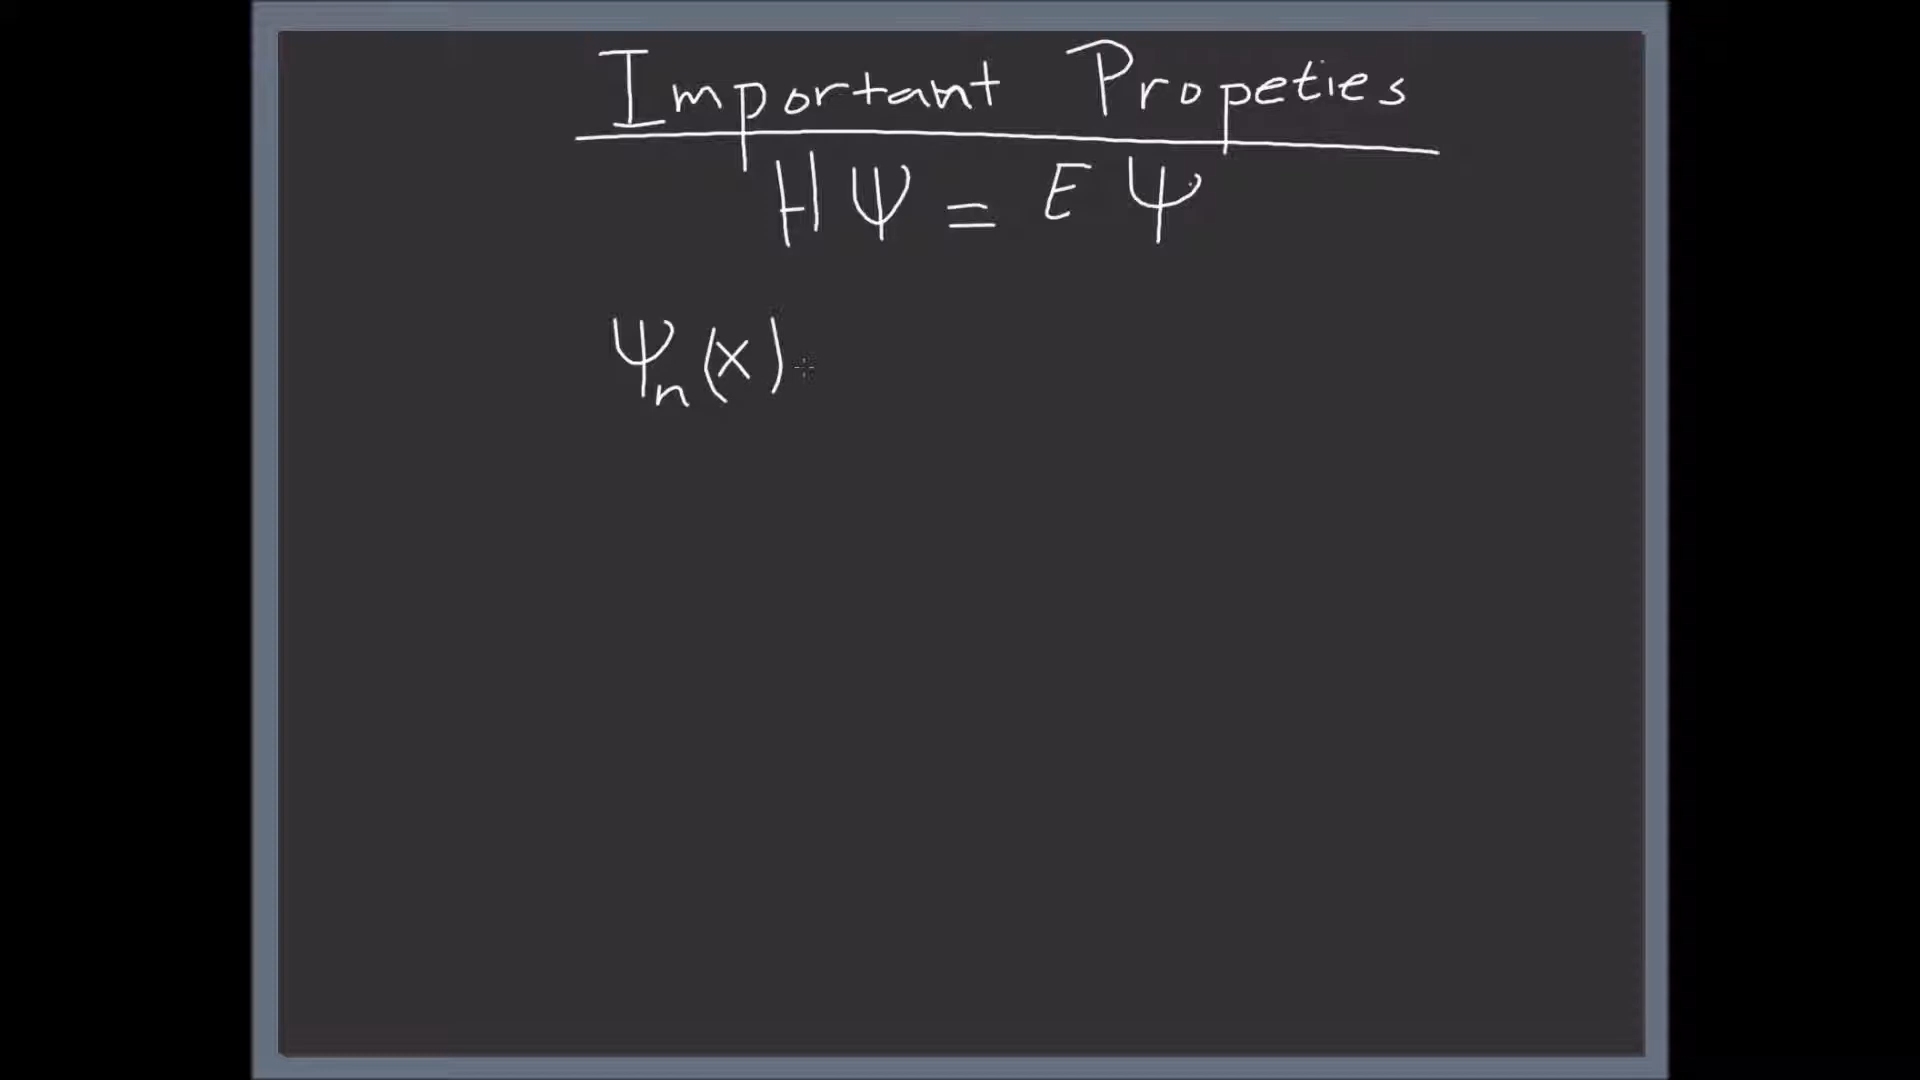 Important Propeties
HΨ = EΨ
Ψₙ(x)